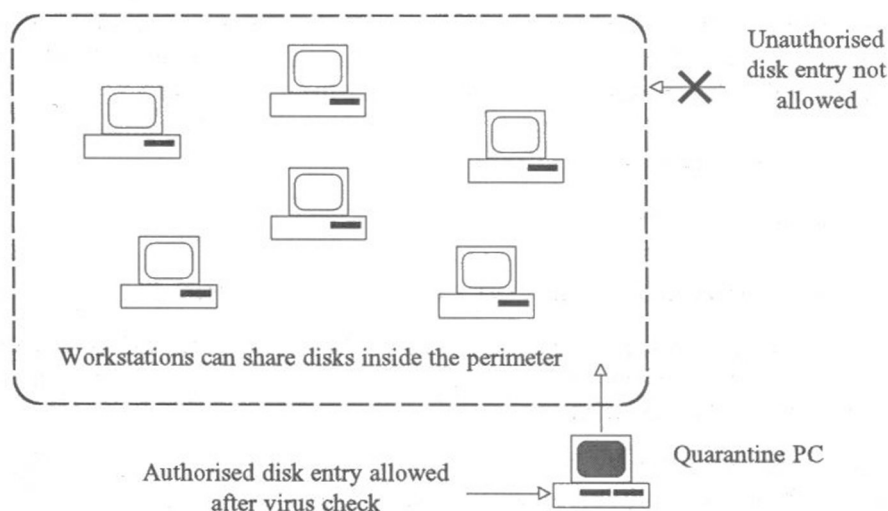 Unauthorised
disk entry not
allowed
Workstations can share disks inside the perimeter
Quarantine PC
Authorised disk entry allowed
after virus check